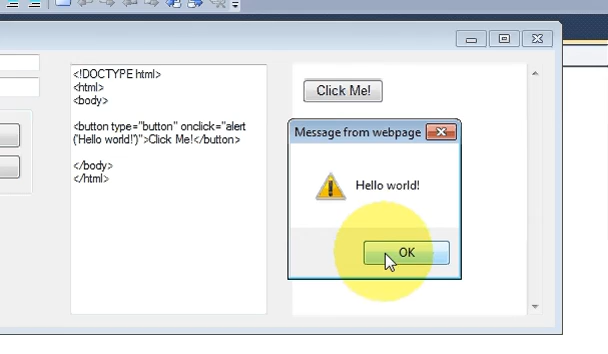 <!DOCTYPE html>
<html>
<body>
<button type="button" onclick="alert
('Hello world!')">Click Me!</button>
</body>
</html>
Click Me!
Message from webpage
Hello world!
OK